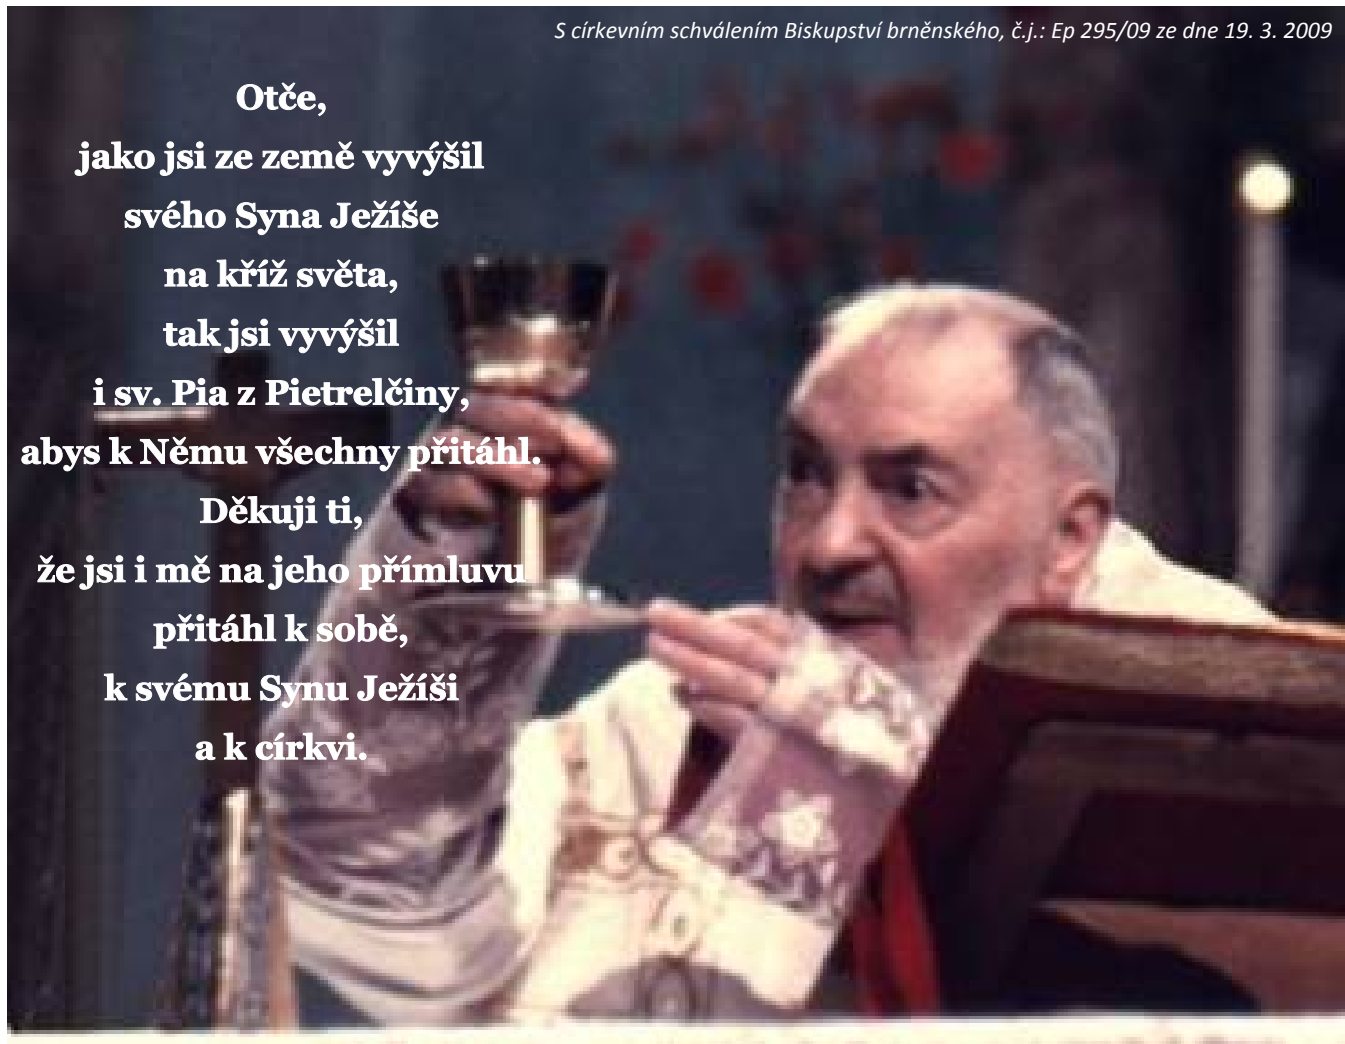 S církevním schválením Biskupství brněnského, č.j.: Ep 295/09 ze dne 19. 3. 2009
Otče,
jako jsi ze země vyvýšil
svého Syna Ježíše
na kříž světa,
tak jsi vyvýšil
i sv. Pia z Pietrelčiny,
abys k Němu všechny přitáhl.
Děkuji ti,
že jsi i mě na jeho přímluvu
přitáhl k sobě,
k svému Synu Ježíši
a k církvi.